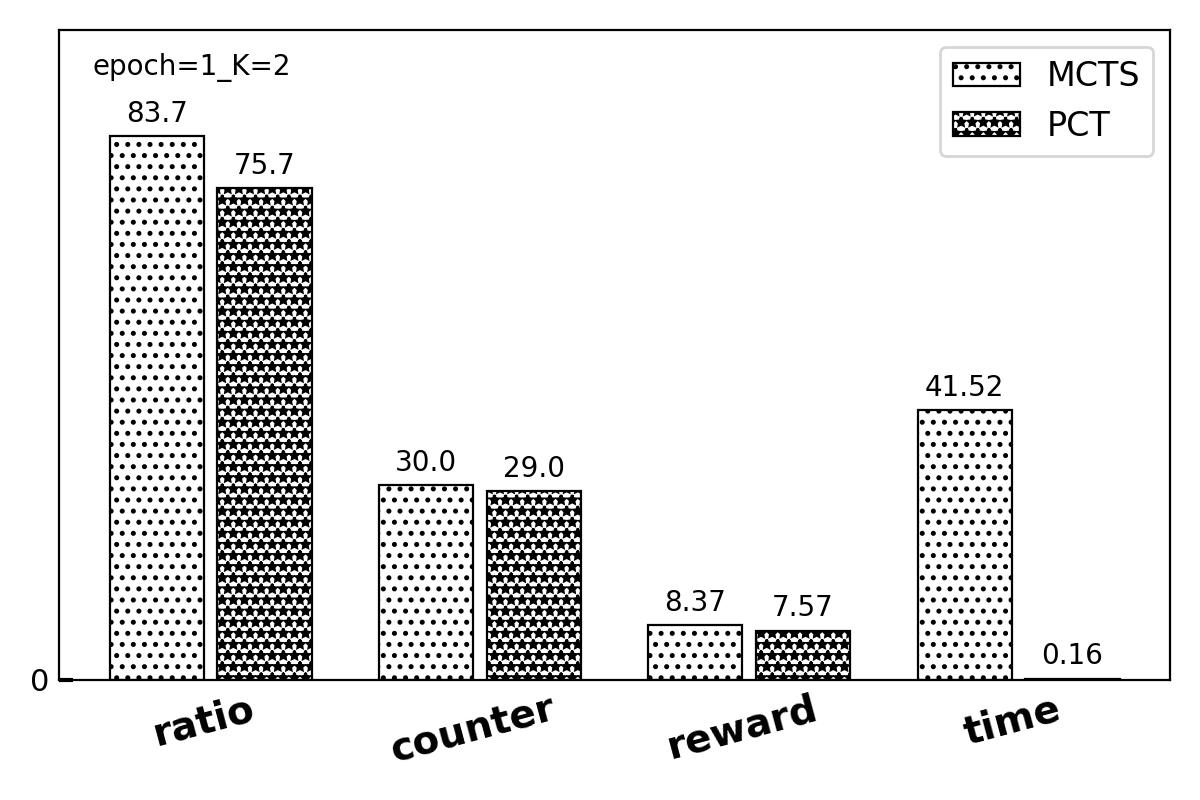 epoch=1_K=2
MCTS
PCT
83.7
75.7
30.0
29.0
8.37
7.57
41.52
0.16
0
ratio
counter
reward
time